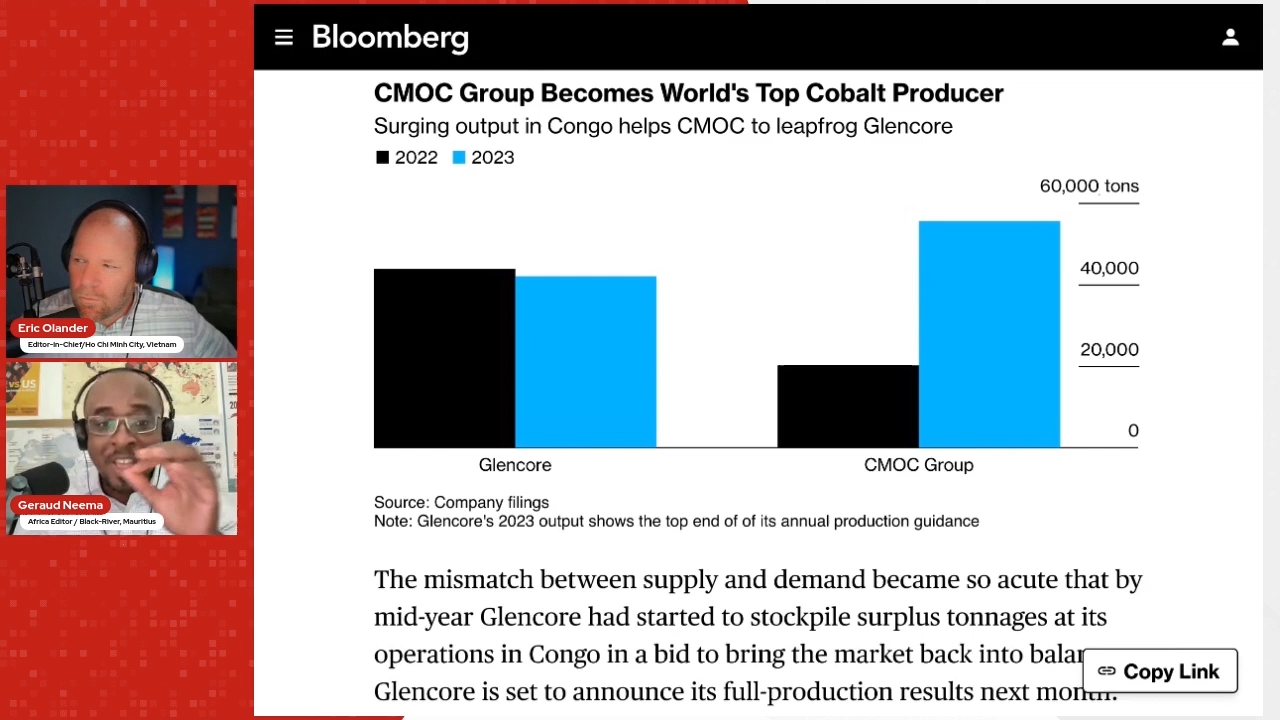 Bloomberg
CMOC Group Becomes World's Top Cobalt Producer
Surging output in Congo helps CMOC to leapfrog Glencore
2022 2023
60,000 tons
40,000
20,000
0
Glencore CMOC Group
Source: Company filings
Note: Glencore's 2023 output shows the top end of of its annual production guidance
The mismatch between supply and demand became so acute that by
mid-year Glencore had started to stockpile surplus tonnages at its
operations in Congo in a bid to bring the market back into
Glencore is set to announce its full-production results next month.
Copy Link
Eric Olander
Editor-in-Chief/Ho Chi Minh City, Vietnam
vs US
Geraud Neema
Africa Editor / Black-River, Mauritius